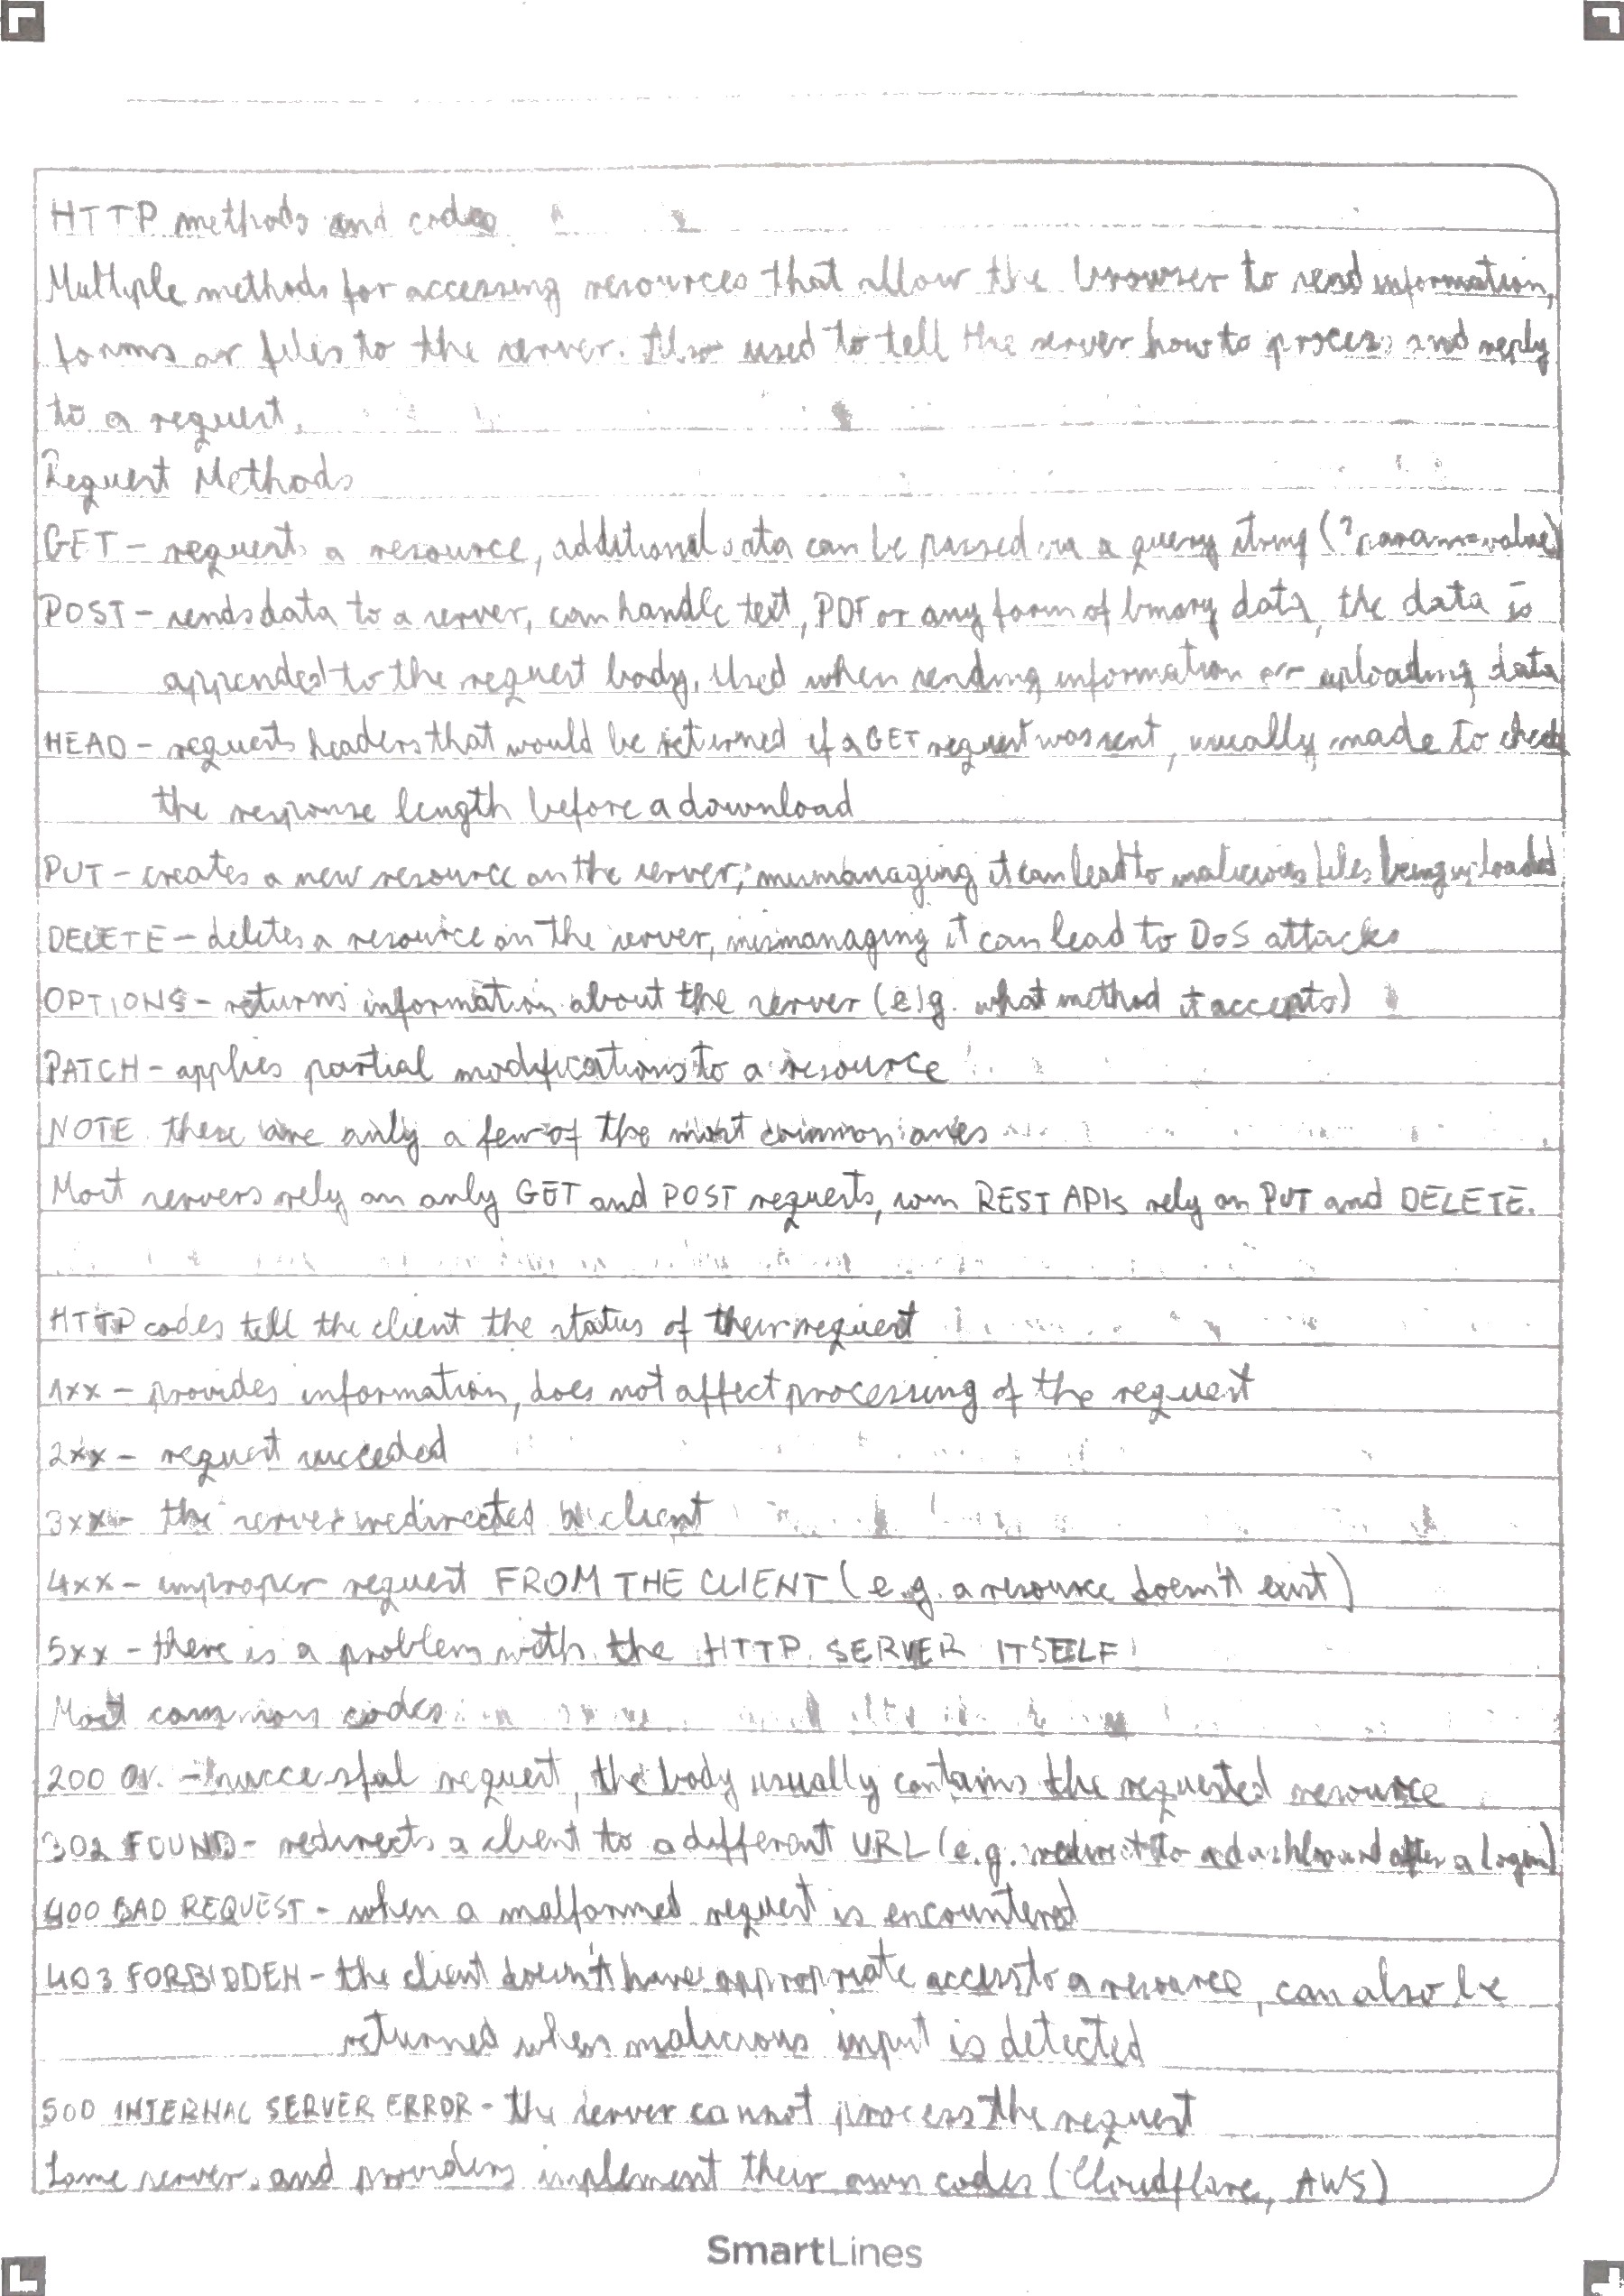 HTTP methods and codes
Multiple methods for accessing resources that allow the browser to send information,
forms or files to the server. Also used to tell the server how to process and reply
to a request.
Request Methods
GET - requests a resource, additional data can be passed via a query string (?param=value)
POST - sends data to a server, can handle text, PDF or any form of binary data, the data is
appended to the request body. Used when sending information or uploading data
HEAD - requests headers that would be returned if a GET request was sent, usually made to check
the response length before a download
PUT - creates a new resource on the server, mismanaging it can lead to malicious files being uploaded
DELETE - deletes a resource on the server, mismanaging it can lead to DoS attacks
OPTIONS - returns information about the server (e.g. what method it accepts)
PATCH - applies partial modifications to a resource
NOTE these are only a few of the most common ones
Most servers rely on only GET and POST requests, REST APIs rely on PUT and DELETE.
HTTP codes tell the client the status of their request
1xx - provides information, does not affect processing of the request
2xx - request succeeded
3xx - the server redirected a client
4xx - improper request FROM THE CLIENT (e.g. a resource doesn't exist)
5xx - there is a problem with the HTTP SERVER ITSELF
Most common codes
200 OK - successful request, the body usually contains the requested resource
302 FOUND - redirects a client to a different URL (e.g. redirect to a dashboard after a login)
400 BAD REQUEST - when a malformed request is encountered
403 FORBIDDEN - the client doesn't have appropriate access to a resource, can also be
returned when malicious input is detected
500 INTERNAL SERVER ERROR - the server cannot process the request
Some servers and providers implement their own codes (Cloudflare, AWS)
SmartLines